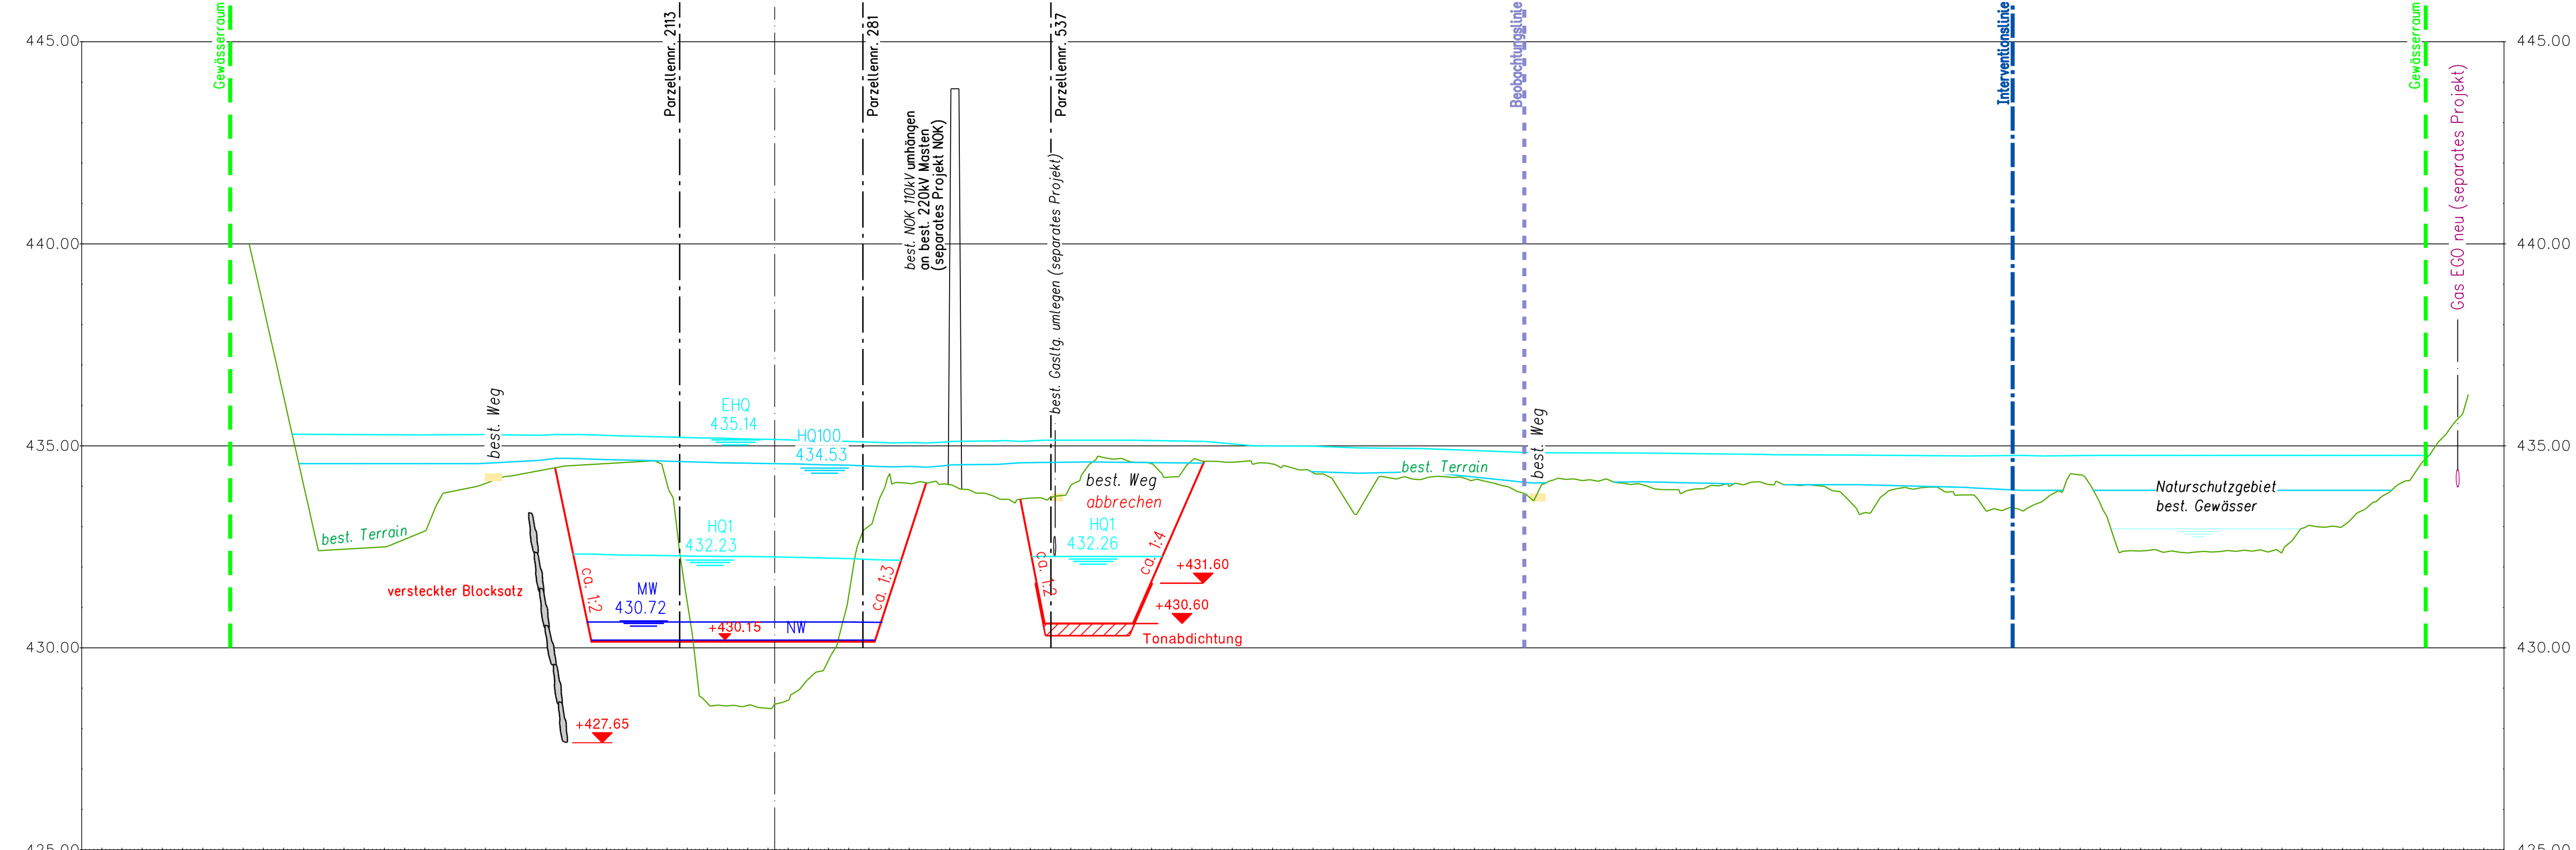 Gewässerraum
Parzellennr. 2113
Parzellennr. 281
Parzellennr. 537
Beobachtungslinie
Interventionslinie
Gewässerraum
Gas EGO neu (separates Projekt)
445.00
445.00
best. NOK 110kV umhängen
an best. 220kV Masten
(separates Projekt NOK)
best. Gasltg. umlegen (separates Projekt)
440.00
440.00
best. Weg
EHQ
435.14
HQ100
434.53
435.00
435.00
best. Weg
best. Terrain
best. Weg
abbrechen
Naturschutzgebiet
best. Gewässer
best. Terrain
HQ1
432.23
HQ1
432.26
ca. 1:2
ca. 1:3
ca. 1:2
ca. 1:4
+431.60
versteckter Blocksatz
MW
430.72
+430.15
NW
+430.60
Tonabdichtung
430.00
430.00
+427.65
425.00
425.00